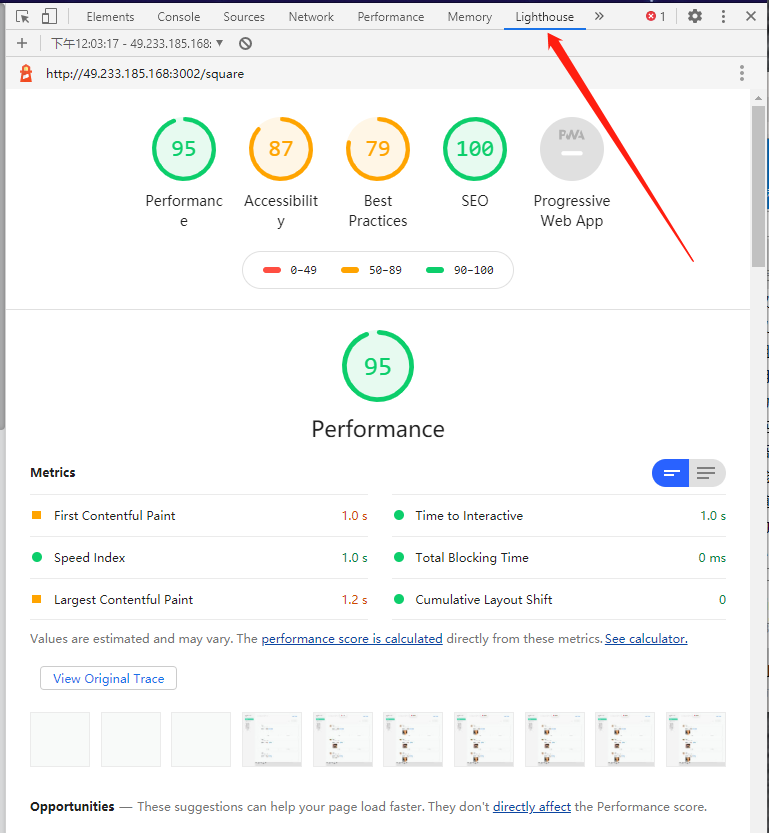 Elements Console Sources Network Performance Memory Lighthouse » 1
下午12:03:17 - 49.233.185.168:
http://49.233.185.168:3002/square
95 87 79 100 PWA
Performanc
e
Accessibilit
y
Best
Practices
SEO
Progressive
Web App
0–49 50–89 90–100
95
Performance
Metrics
First Contentful Paint 1.0 s
Time to Interactive 1.0 s
Speed Index 1.0 s
Total Blocking Time 0 ms
Largest Contentful Paint 1.2 s
Cumulative Layout Shift 0
Values are estimated and may vary. The performance score is calculated directly from these metrics. See calculator.
View Original Trace
Opportunities — These suggestions can help your page load faster. They don't directly affect the Performance score.